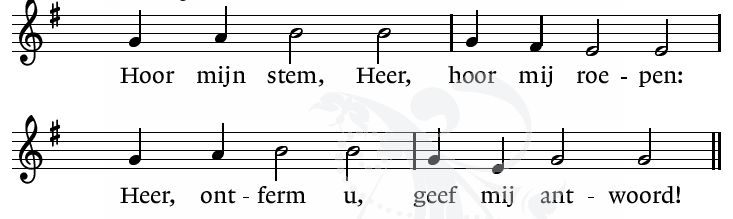 Hoor mijn stem, Heer, hoor mij roe - pen:
Heer, ont - ferm u, geef mij ant - woord!